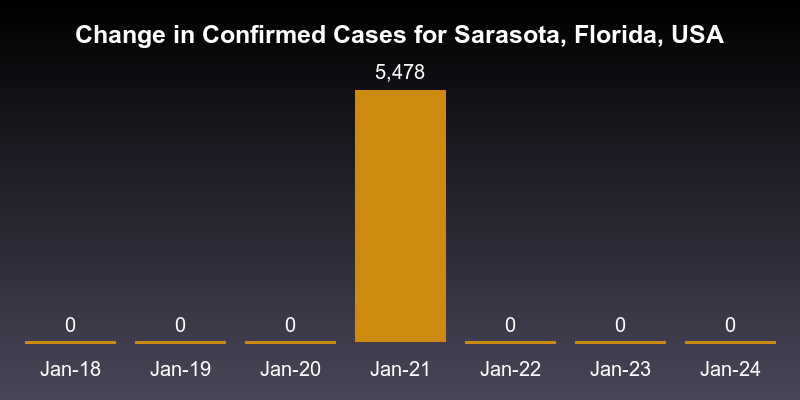 Change in Confirmed Cases for Sarasota, Florida, USA
5,478
0 0 0 0 0 0
Jan-18 Jan-19 Jan-20 Jan-21 Jan-22 Jan-23 Jan-24